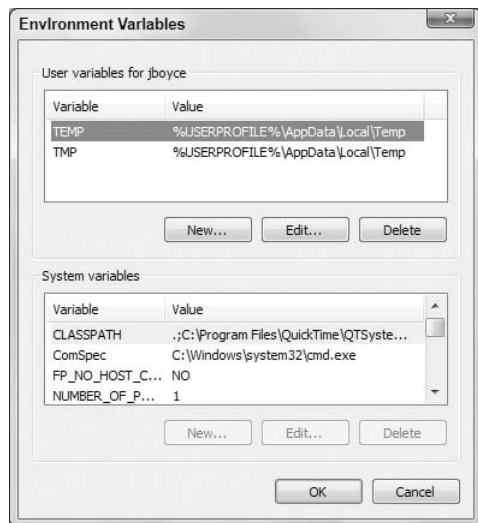 Environment Variables
User variables for jboyce
Variable Value
TEMP %USERPROFILE%\AppData\Local\Temp
TMP %USERPROFILE%\AppData\Local\Temp
New... Edit... Delete
System variables
Variable Value
CLASSPATH .;C:\Program Files\QuickTime\QTSyste...
ComSpec C:\Windows\system32\cmd.exe
FP_NO_HOST_C... NO
NUMBER_OF_P... 1
New... Edit... Delete
OK Cancel